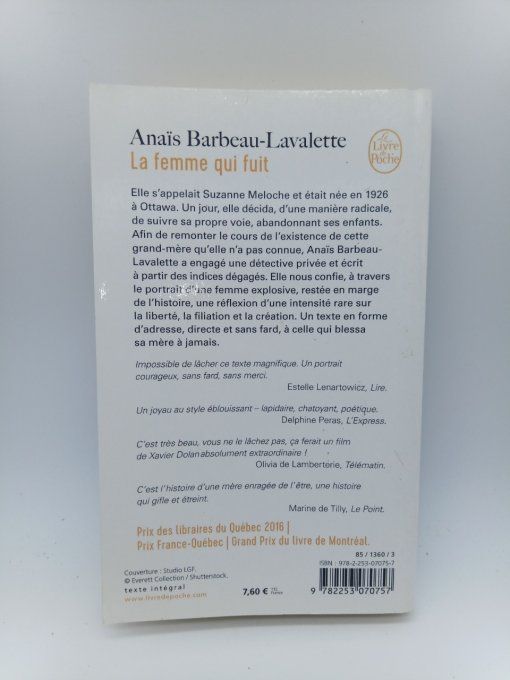 Anaïs Barbeau-Lavalette
La femme qui fuit
Le
Livre
de
Poche
Elle s'appelait Suzanne Meloche et était née en 1926
à Ottawa. Un jour, elle décida, d'une manière radicale,
de suivre sa propre voie, abandonnant ses enfants.
Afin de remonter le cours de l'existence de cette
grand-mère qu'elle n'a pas connue, Anaïs Barbeau-
Lavalette a engagé une détective privée et écrit
à partir des indices dégagés. Elle nous confie, à travers
le portrait d'une femme explosive, restée en marge
de l'histoire, une réflexion d'une intensité rare sur
la liberté, la filiation et la création. Un texte en forme
d'adresse, directe et sans fard, à celle qui blessa
sa mère à jamais.
Impossible de lâcher ce texte magnifique. Un portrait
courageux, sans fard, sans merci.
Estelle Lenartowicz, Lire.
Un joyau au style éblouissant – lapidaire, chatoyant, poétique.
Delphine Peras, L'Express.
C'est très beau, vous ne le lâchez pas, ça ferait un film
de Xavier Dolan absolument extraordinaire !
Olivia de Lamberterie, Télématin.
C'est l'histoire d'une mère enragée de l'être, une histoire
qui gifle et étreint.
Marine de Tilly, Le Point.
Prix des libraires du Québec 2016 |
Prix France-Québec | Grand Prix du livre de Montréal.
85 / 1360 / 3
Couverture : Studio LGF.
© Everett Collection / Shutterstock.
texte intégral
www.livredepoche.com
7,60 € TTC
France
ISBN : 978-2-253-07075-7
9 782253 070757